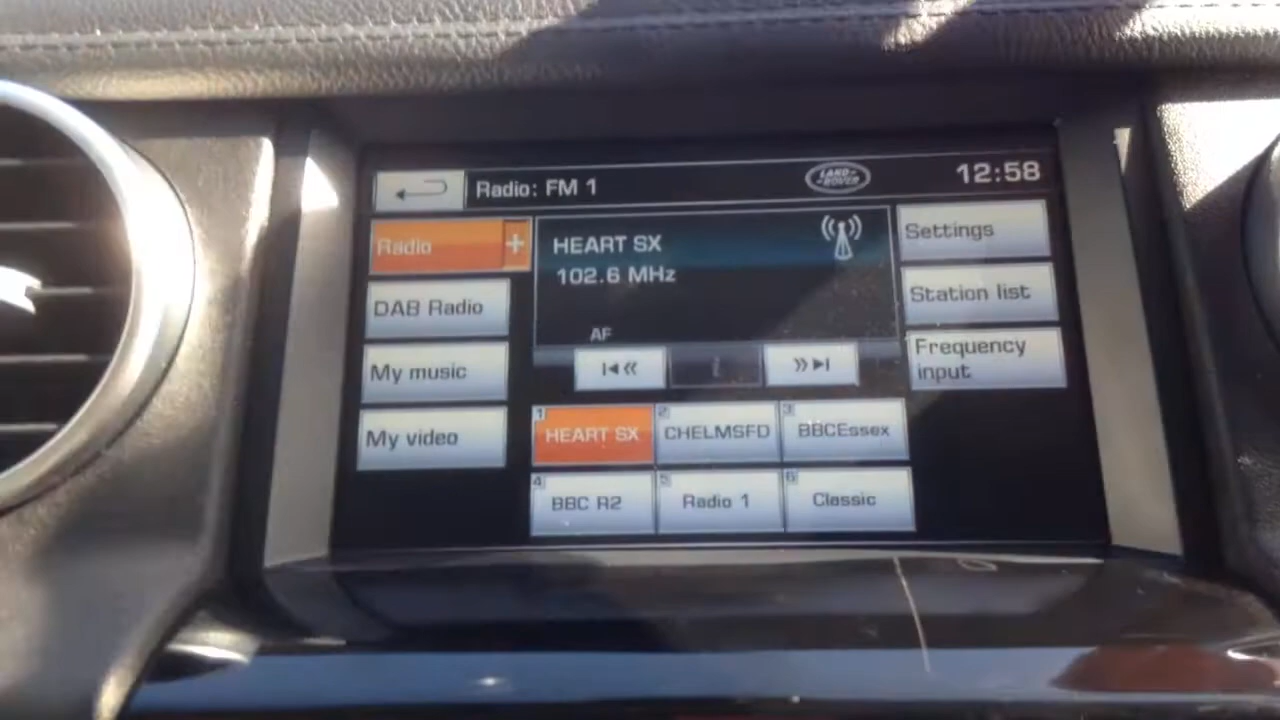 Radio: FM 1
LAND-
-ROVER
12:58
Radio +
HEART SX
102.6 MHz
AF
Settings
DAB Radio
Station list
My music
i
Frequency
input
My video
1
HEART SX
2
CHELMSFD
3
BBCEssex
4
BBC R2
5
Radio 1
6
Classic